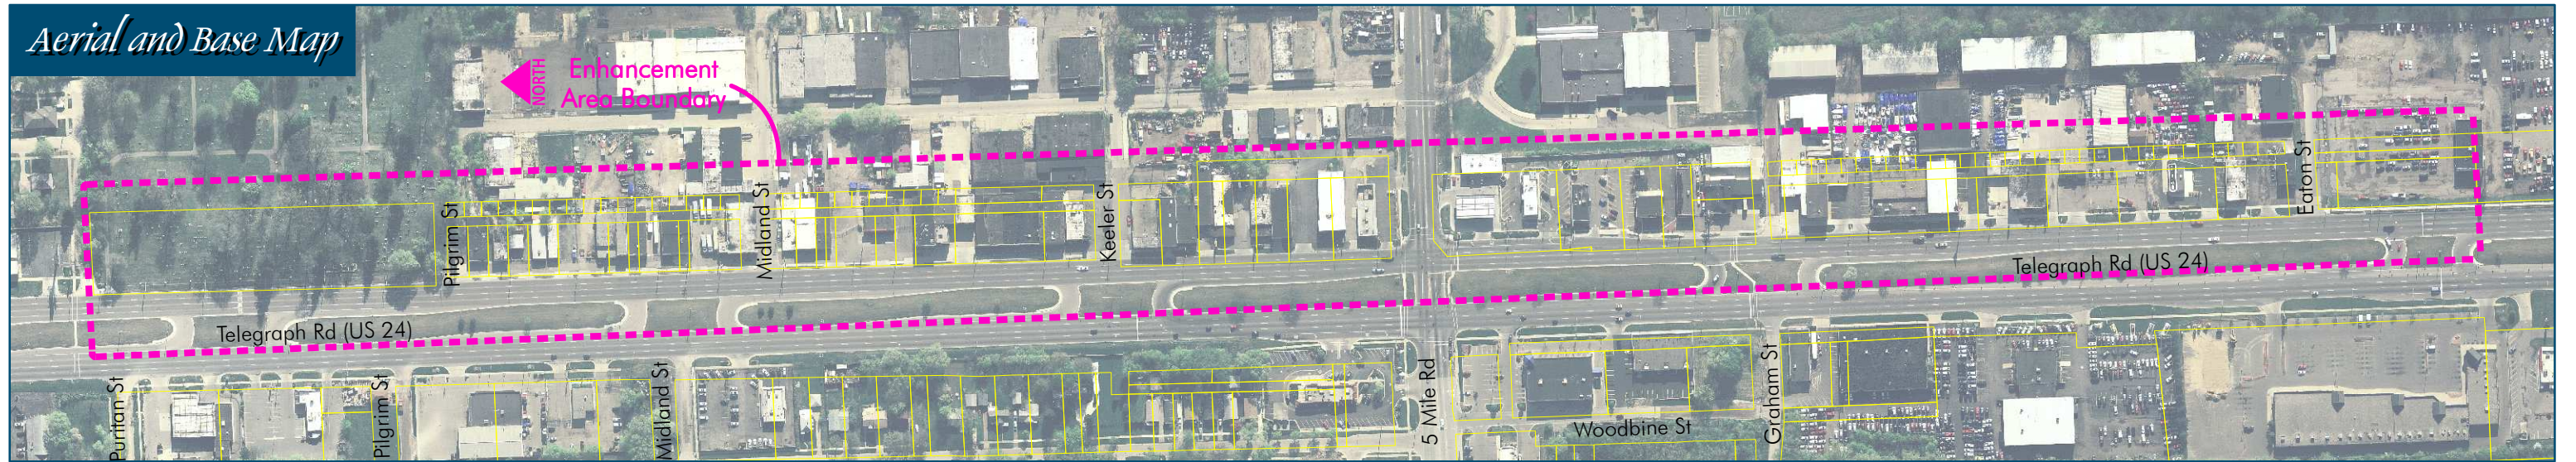 Aerial and Base Map
NORTH
Enhancement
Area Boundary
Pilgrim St
Midland St
Keeler St
Eaton St
Telegraph Rd (US 24)
Telegraph Rd (US 24)
Puritan St
Pilgrim St
Midland St
5 Mile Rd
Woodbine St
Graham St